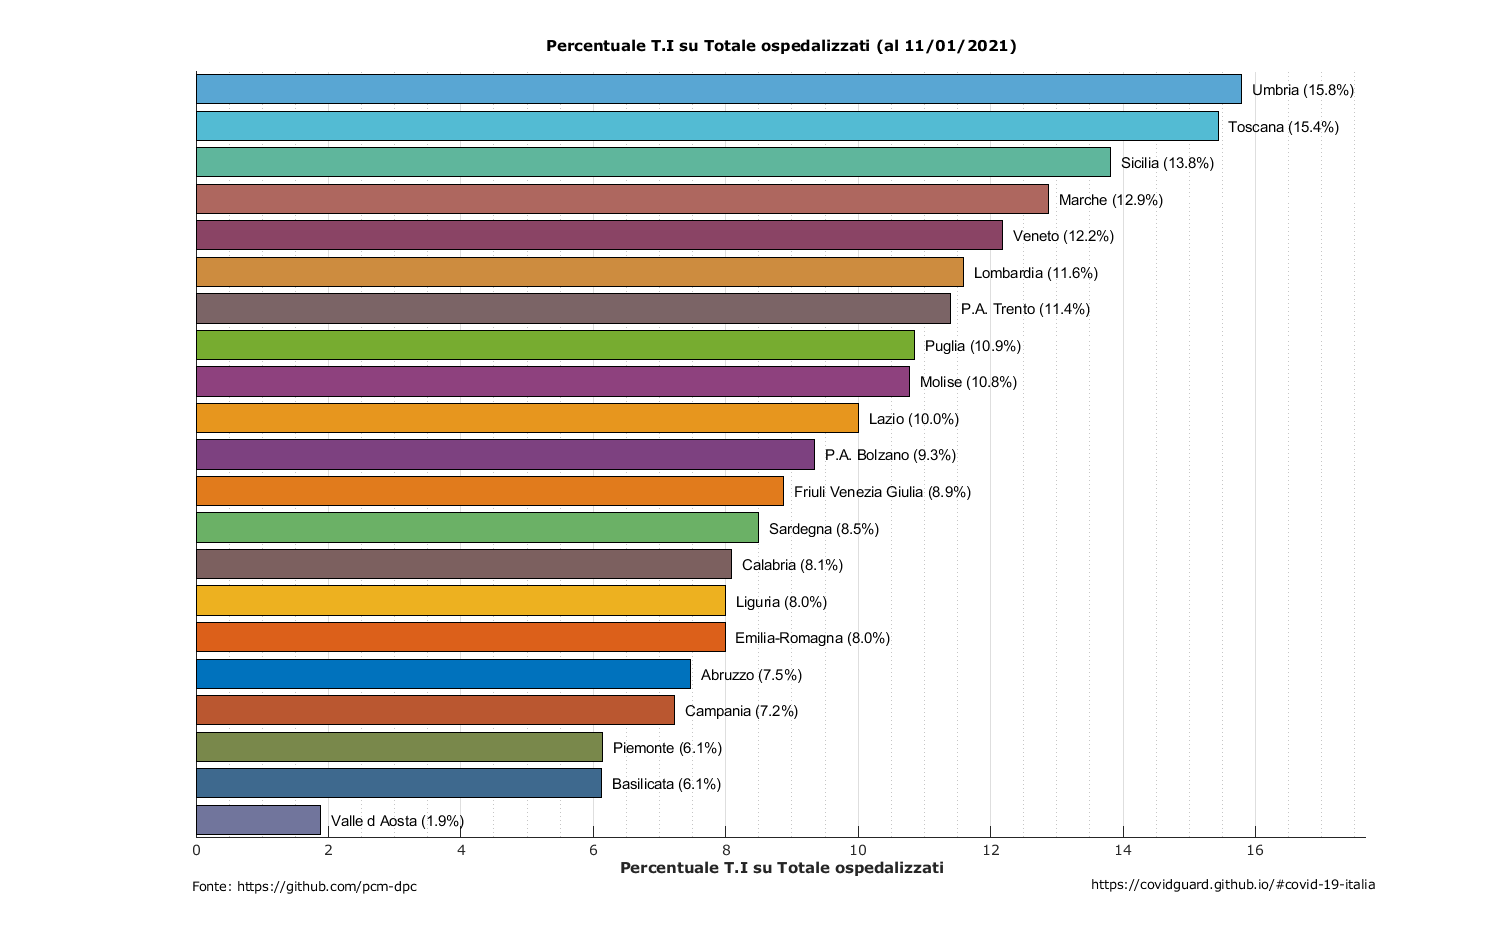 Percentuale T.I su Totale ospedalizzati (al 11/01/2021)
Umbria (15.8%)
Toscana (15.4%)
Sicilia (13.8%)
Marche (12.9%)
Veneto (12.2%)
Lombardia (11.6%)
P.A. Trento (11.4%)
Puglia (10.9%)
Molise (10.8%)
Lazio (10.0%)
P.A. Bolzano (9.3%)
Friuli Venezia Giulia (8.9%)
Sardegna (8.5%)
Calabria (8.1%)
Liguria (8.0%)
Emilia-Romagna (8.0%)
Abruzzo (7.5%)
Campania (7.2%)
Piemonte (6.1%)
Basilicata (6.1%)
Valle d Aosta (1.9%)
0 2 4 6 8 10 12 14 16
Percentuale T.I su Totale ospedalizzati
Fonte: https://github.com/pcm-dpc
https://covidguard.github.io/#covid-19-italia